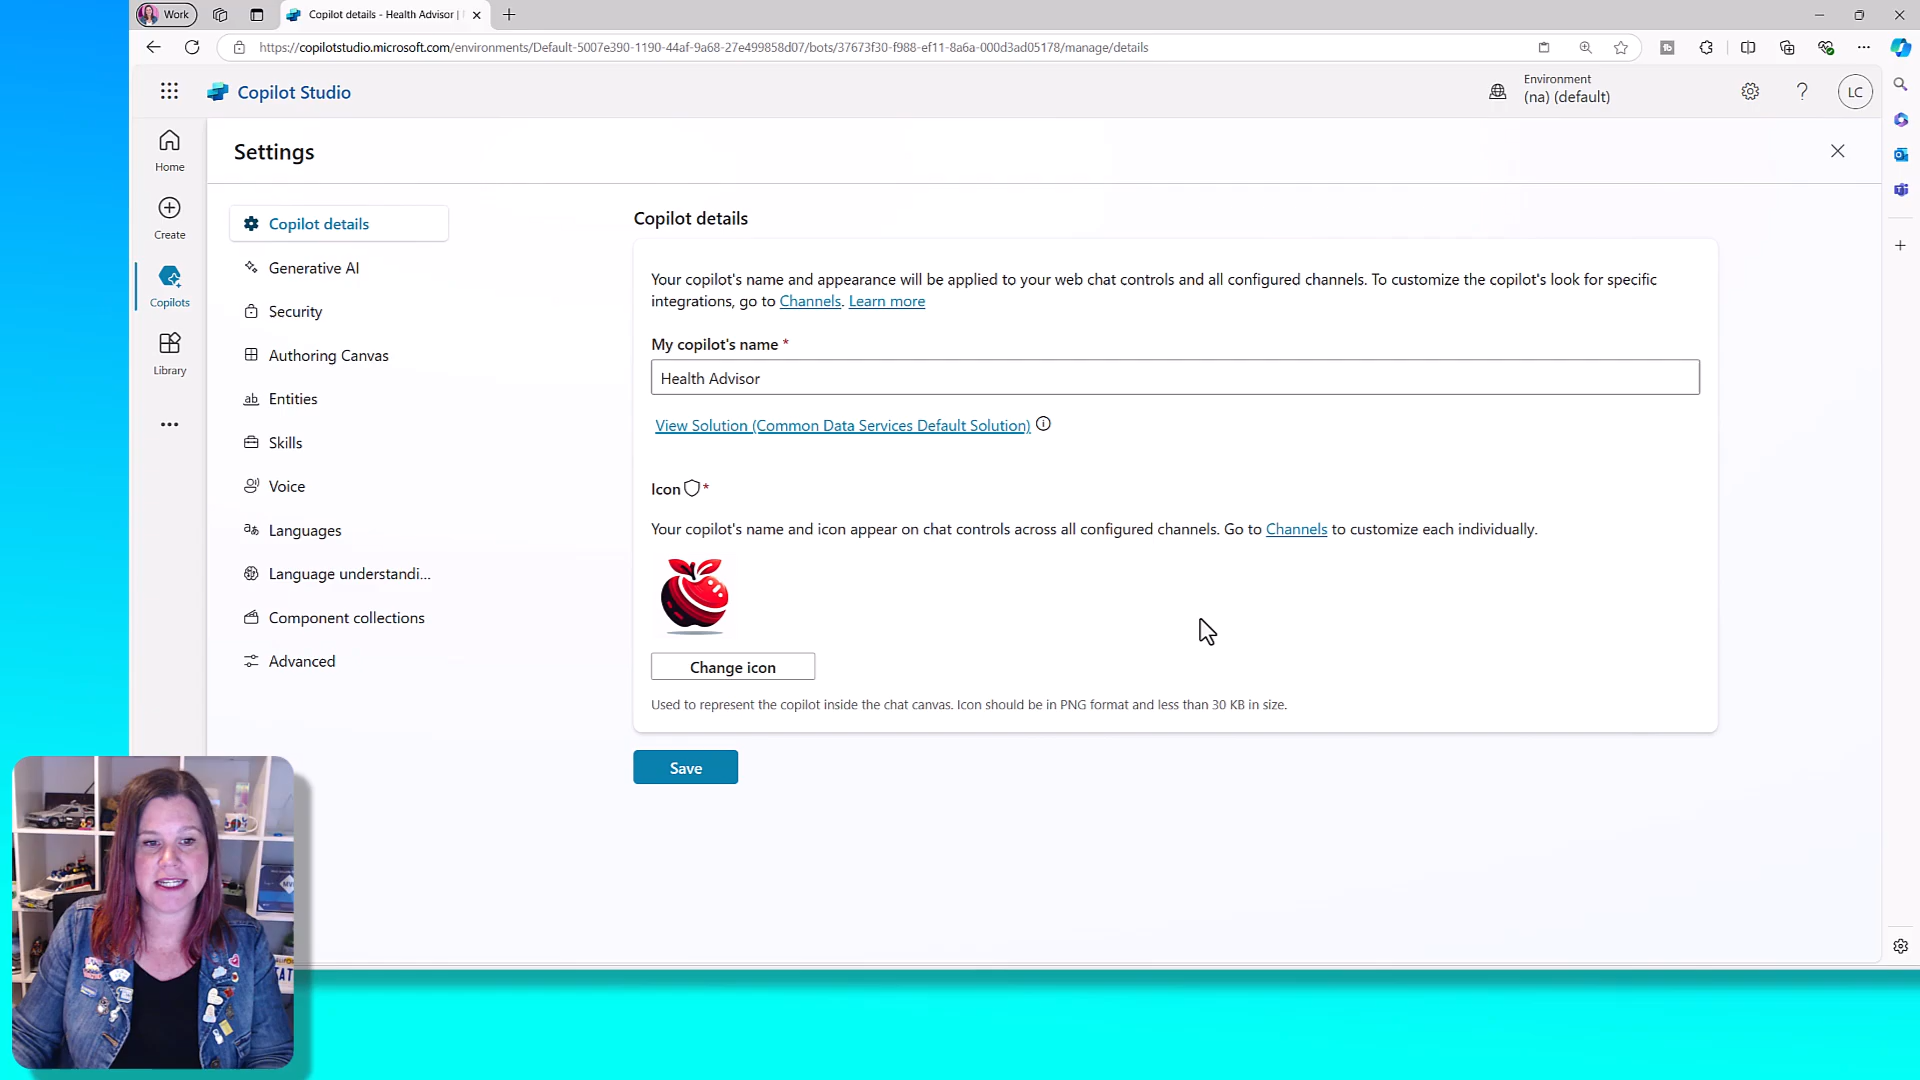 Work
Copilot details - Health Advisor |
https://copilotstudio.microsoft.com/environments/Default-5007e390-1190-44af-9a68-27e499858d07/bots/37673f30-f988-ef11-8a6a-000d3ad05178/manage/details
Copilot Studio
Environment
(na) (default)
LC
Home
Create
Copilots
Library
Settings
Copilot details
Generative AI
Security
Authoring Canvas
Entities
Skills
Voice
Languages
Language understandi...
Component collections
Advanced
Copilot details
Your copilot's name and appearance will be applied to your web chat controls and all configured channels. To customize the copilot's look for specific
integrations, go to Channels. Learn more
My copilot's name *
Health Advisor
View Solution (Common Data Services Default Solution)
Icon *
Your copilot's name and icon appear on chat controls across all configured channels. Go to Channels to customize each individually.
Change icon
Used to represent the copilot inside the chat canvas. Icon should be in PNG format and less than 30 KB in size.
Save